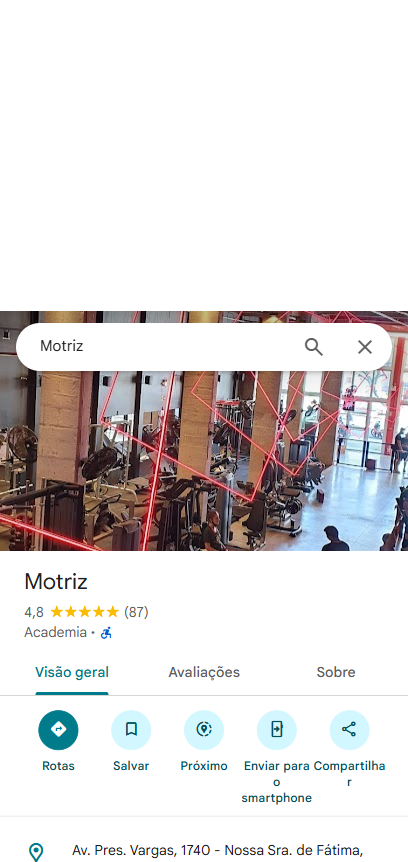 Motriz
Motriz
4,8 (87)
Academia ·
Visão geral Avaliações Sobre
Rotas Salvar Próximo Enviar para Compartilha
o r
smartphone
Av. Pres. Vargas, 1740 - Nossa Sra. de Fátima,